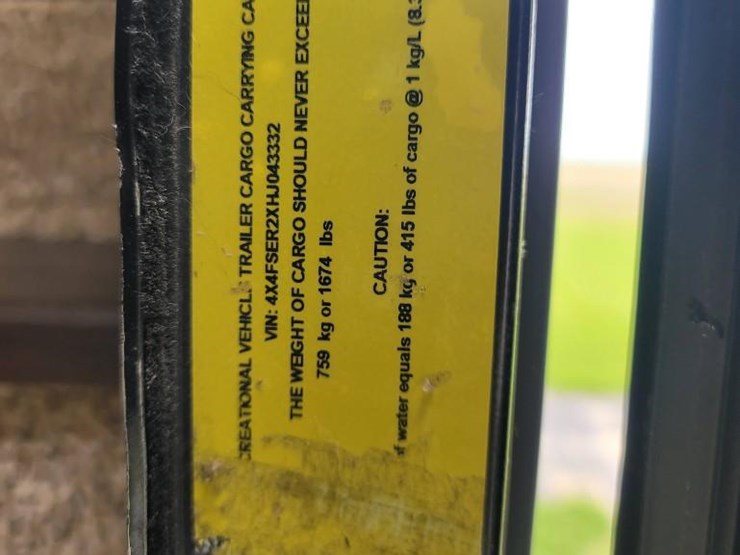 CREATIONAL VEHICLE TRAILER CARGO CARRYING CA
VIN: 4X4FSER2XHJ043332
THE WEIGHT OF CARGO SHOULD NEVER EXCEE
759 kg or 1674 lbs
CAUTION:
of water equals 188 kg or 415 lbs of cargo @ 1 kg/L (8.3